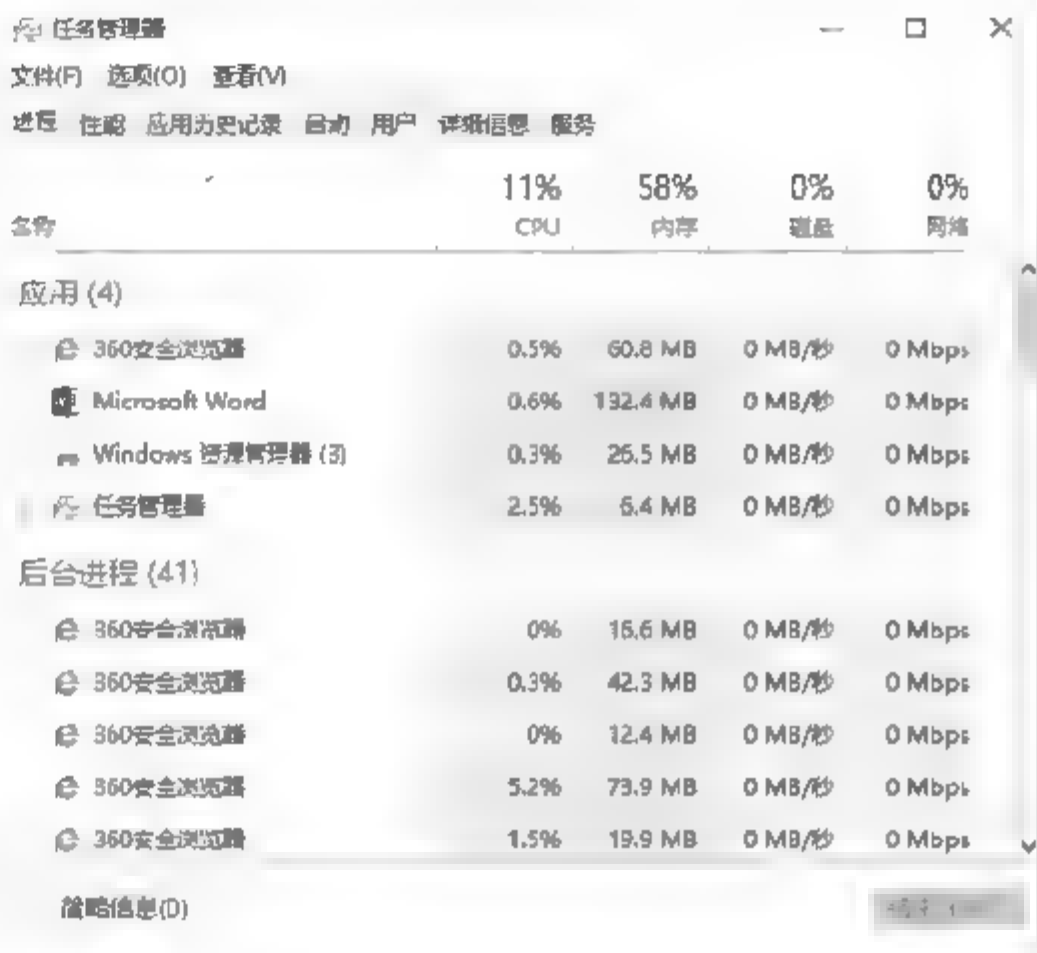 任务管理器
文件(F) 选项(O) 查看(V)
进程 性能 应用历史记录 启动 用户 详细信息 服务
11% 58% 0% 0%
名称 CPU 内存 磁盘 网络
应用 (4)
360安全浏览器 0.5% 60.8 MB 0 MB/秒 0 Mbps
Microsoft Word 0.6% 132.4 MB 0 MB/秒 0 Mbps
Windows 资源管理器 (3) 0.3% 26.5 MB 0 MB/秒 0 Mbps
任务管理器 2.5% 6.4 MB 0 MB/秒 0 Mbps
后台进程 (41)
360安全浏览器 0% 16.6 MB 0 MB/秒 0 Mbps
360安全浏览器 0.3% 42.3 MB 0 MB/秒 0 Mbps
360安全浏览器 0% 12.4 MB 0 MB/秒 0 Mbps
360安全浏览器 5.2% 73.9 MB 0 MB/秒 0 Mbps
360安全浏览器 1.5% 19.9 MB 0 MB/秒 0 Mbps
简略信息(D)